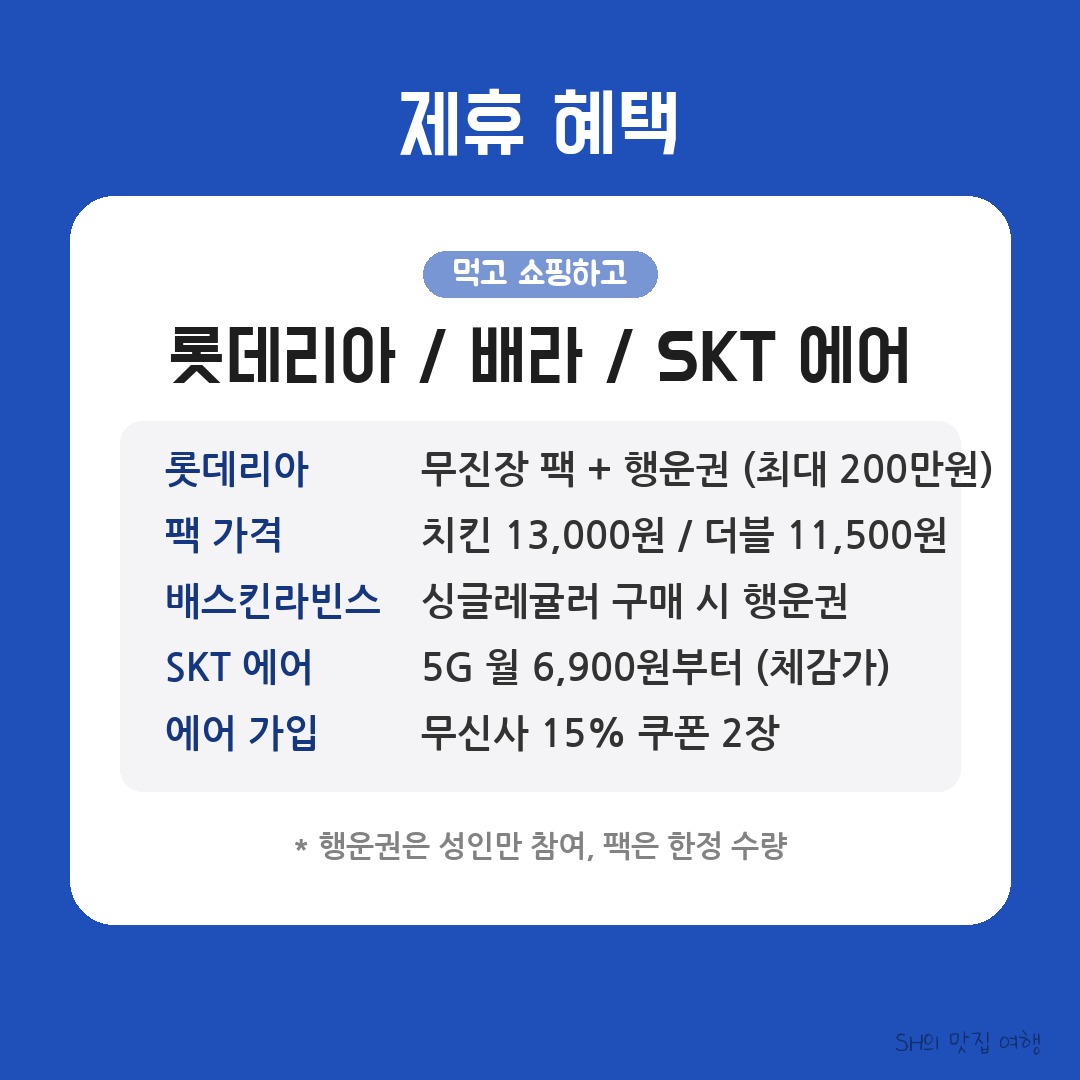 제휴 혜택
먹고 쇼핑하고
롯데리아 / 배라 / SKT 에어
롯데리아 무진장 팩 + 행운권 (최대 200만원)
팩 가격 치킨 13,000원 / 더블 11,500원
배스킨라빈스 싱글레귤러 구매 시 행운권
SKT 에어 5G 월 6,900원부터 (체감가)
에어 가입 무신사 15% 쿠폰 2장
* 행운권은 성인만 참여, 팩은 한정 수량
SH의 맛집 여행